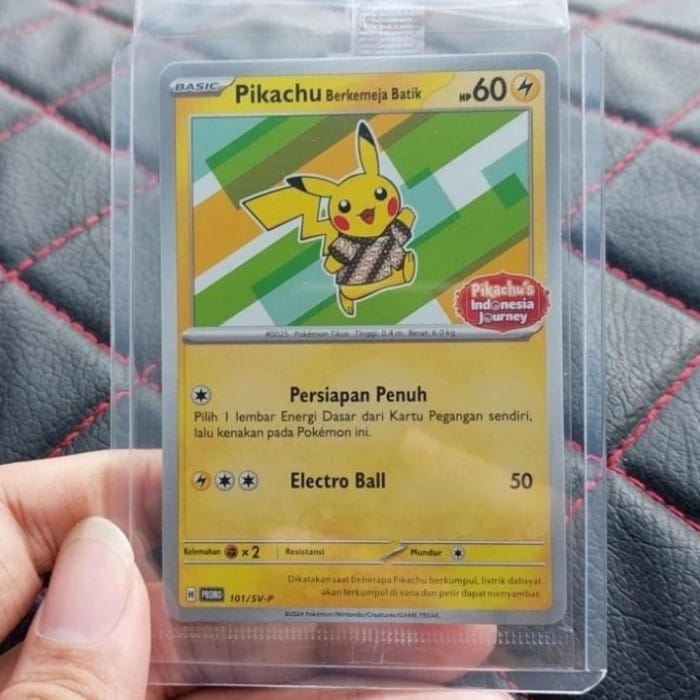 BASIC Pikachu Berkemeja Batik HP 60
Pikachu's
Indonesia
Journey
#0025 Pokémon Tikus Tinggi: 0.4 m Berat: 6.0 kg
Persiapan Penuh
Pilih 1 lembar Energi Dasar dari Kartu Pegangan sendiri,
lalu kenakan pada Pokémon ini.
Electro Ball 50
Kelemahan ×2 Resistansi Mundur
Dikatakan saat beberapa Pikachu berkumpul, listrik dahsyat
akan terkumpul di sana dan petir dapat menyambar.
H PROMO 101/SV-P
©2024 Pokémon/Nintendo/Creatures/GAME FREAK.